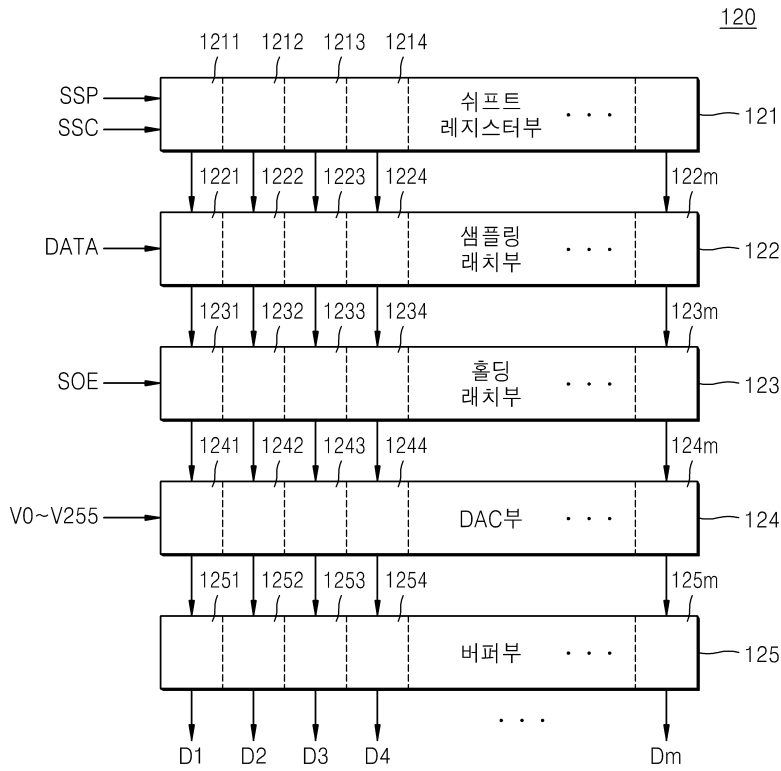 120
1211 1212 1213 1214
SSP
SSC
쉬프트
레지스터부
· · ·
121
1221 1222 1223 1224 122m
DATA
샘플링
래치부
· · ·
122
1231 1232 1233 1234 123m
SOE
홀딩
래치부
· · ·
123
1241 1242 1243 1244 124m
V0~V255
DAC부
· · ·
124
1251 1252 1253 1254 125m
버퍼부
· · ·
125
· · ·
D1 D2 D3 D4 Dm